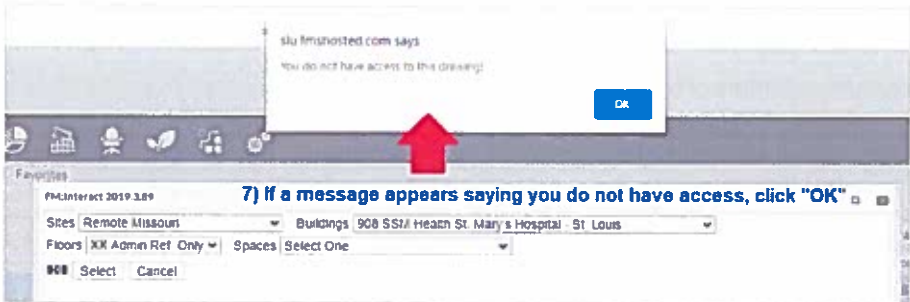 slu.fmshosted.com says
You do not have access to this drawing!
OK
Favorites
FM:Interact 2019.3.89
7) If a message appears saying you do not have access, click "OK"
Sites Remote Missouri Buildings 908 SSM Health St. Mary's Hospital - St. Louis
Floors XX Admin Ref. Only Spaces Select One
908 Select Cancel